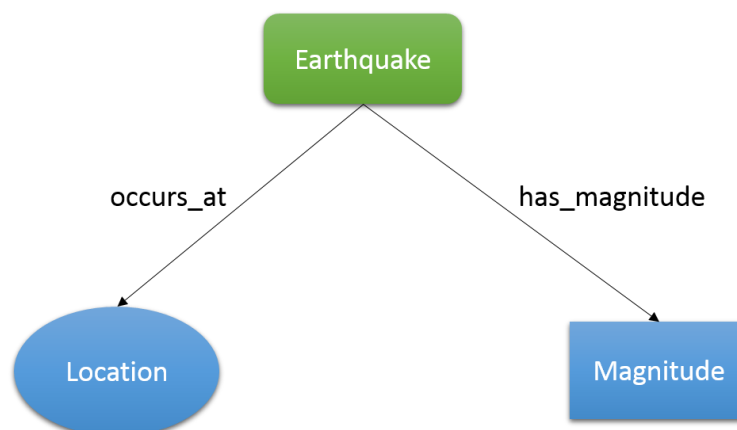 Earthquake
occurs_at
has_magnitude
Location
Magnitude